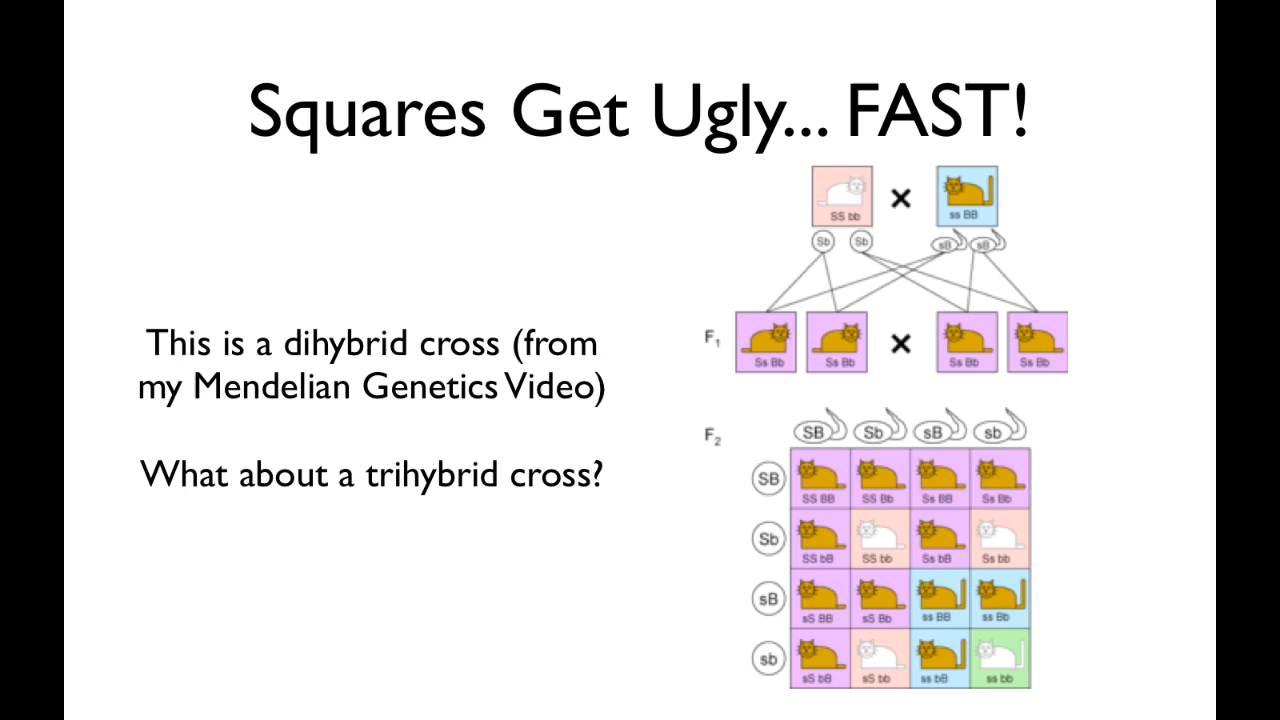 Squares Get Ugly... FAST!
This is a dihybrid cross (from
my Mendelian Genetics Video)
What about a trihybrid cross?
SS bb
ss BB
Sb Sb sB sB
F1
Ss Bb Ss Bb Ss Bb Ss Bb
F2
SB Sb sB sb
SB
SS BB SS Bb Ss BB Ss Bb
Sb
SS bB SS bb Ss bB Ss bb
sB
sS BB sS Bb ss BB ss Bb
sb
sS bB sS bb ss bB ss bb